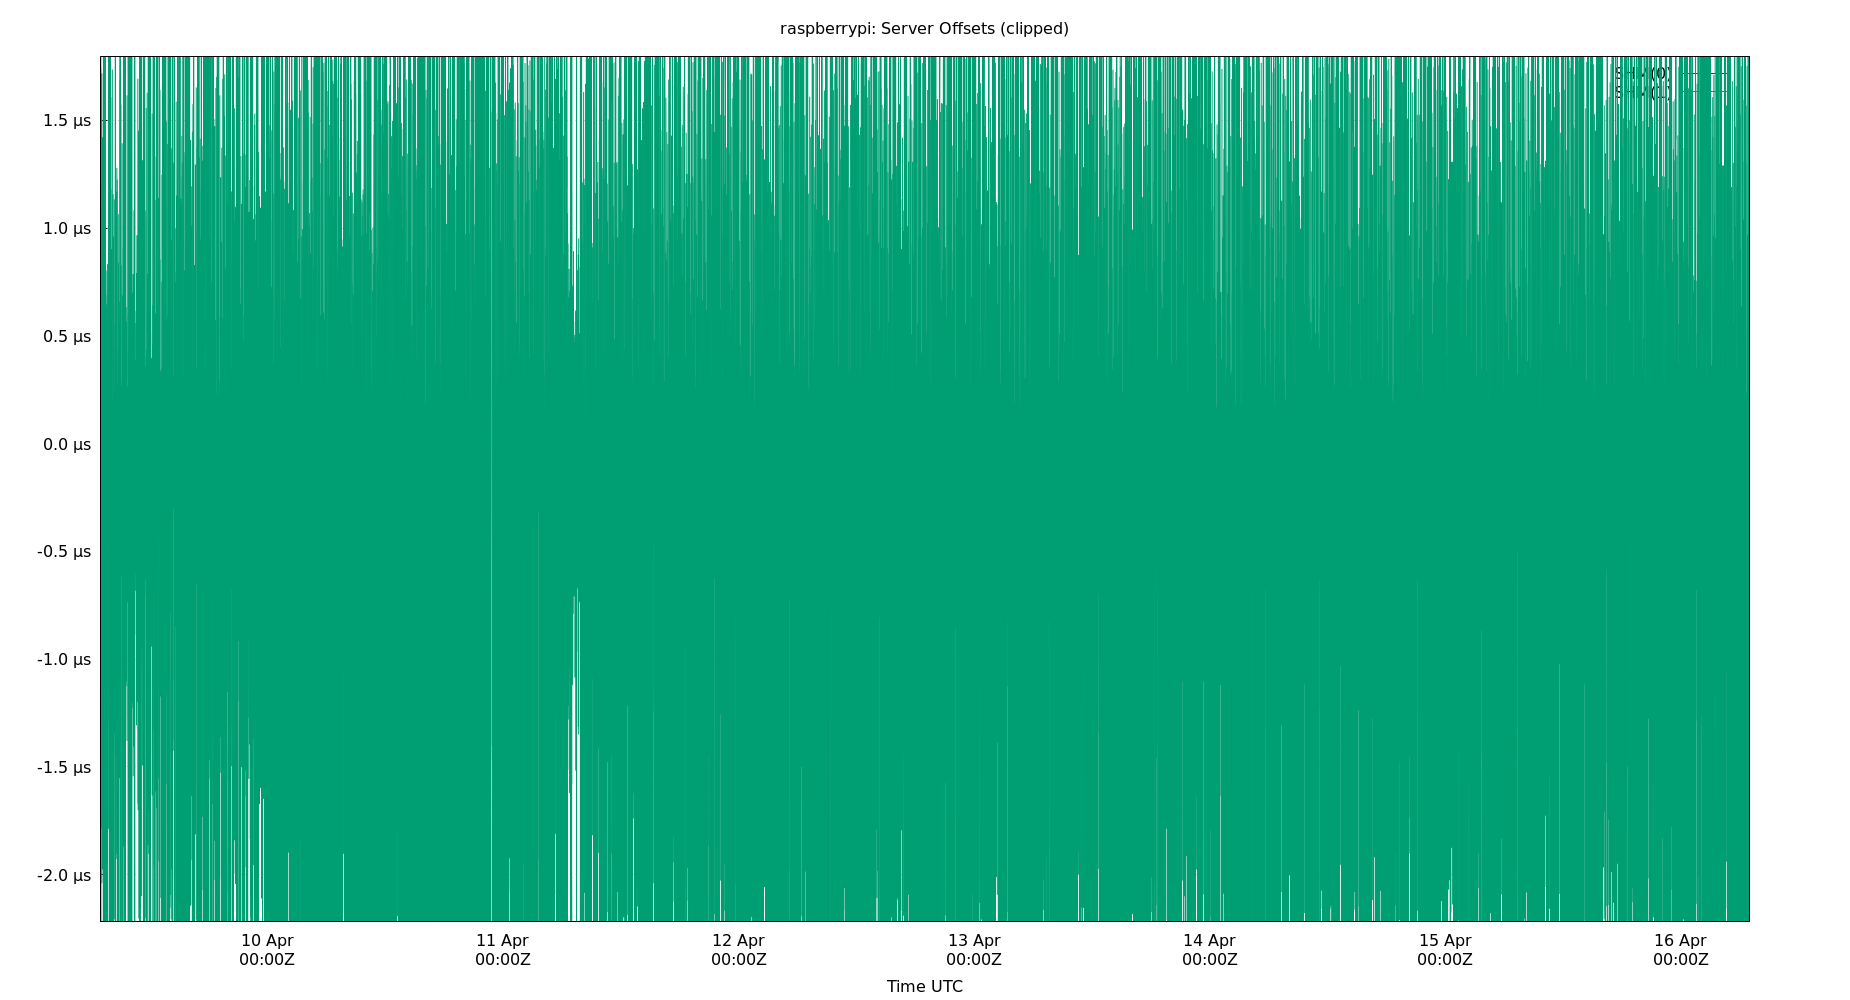 raspberrypi: Server Offsets (clipped)
SHM(0)
1.5 µs
1.0 µs
0.5 µs
0.0 µs
-0.5 µs
-1.0 µs
-1.5 µs
-2.0 µs
10 Apr 11 Apr 12 Apr 13 Apr 14 Apr 15 Apr 16 Apr
00:00Z 00:00Z 00:00Z 00:00Z 00:00Z 00:00Z 00:00Z
Time UTC